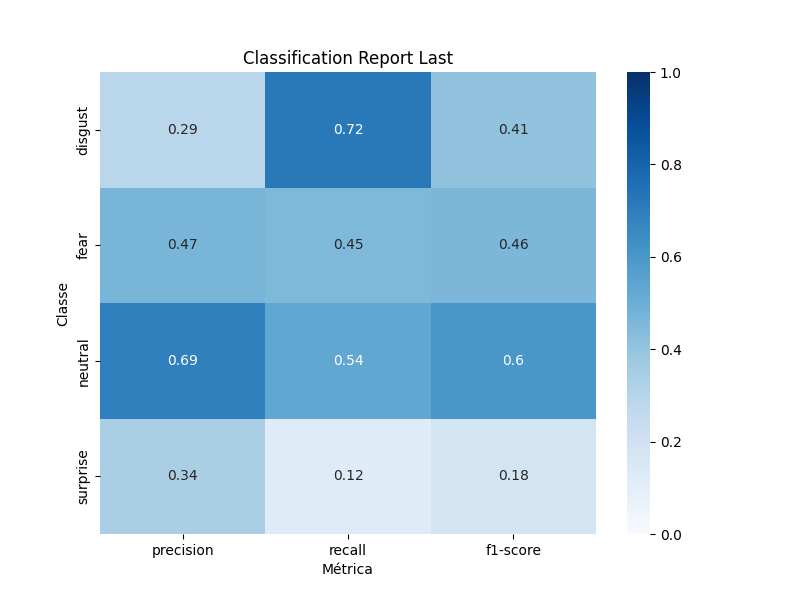 Classification Report Last
Classe
disgust
0.29 0.72 0.41
fear
0.47 0.45 0.46
neutral
0.69 0.54 0.6
surprise
0.34 0.12 0.18
precision recall f1-score
Métrica
1.0
0.8
0.6
0.4
0.2
0.0